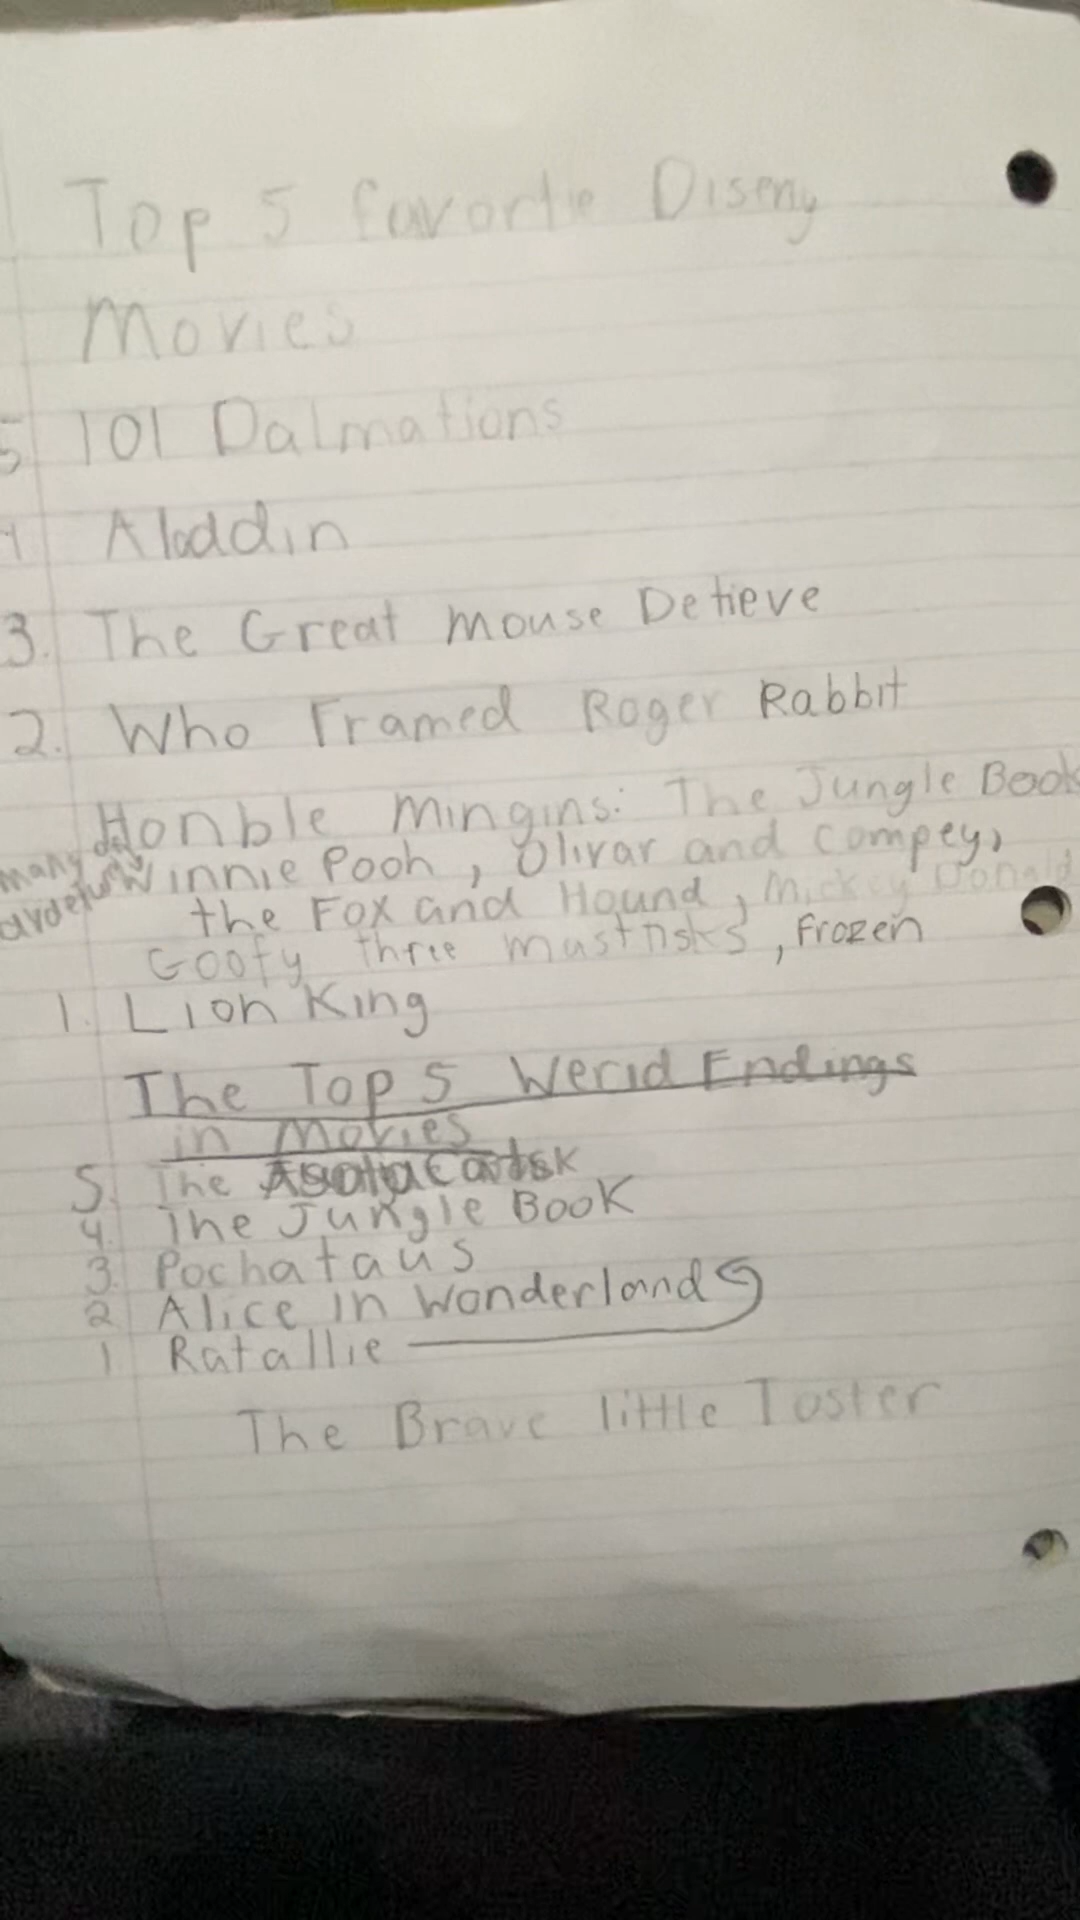 Top 5 favortie Diseny
Movies
5 101 Dalmations
4 Aladdin
3. The Great Mouse Detieve
2. Who Framed Roger Rabbit
Honble Mingins: The Jungle Book
many Winnie Pooh, Olivar and Compey,
the Fox and Hound, Mickey Donald
Goofy three mustisks, Frozen
1. Lion King
The Top 5 Werid Endings
in Movies
5. The
4. The Jungle Book
3. Pochataus
2 Alice in Wonderland
1 Ratallie
The Brave little Toster